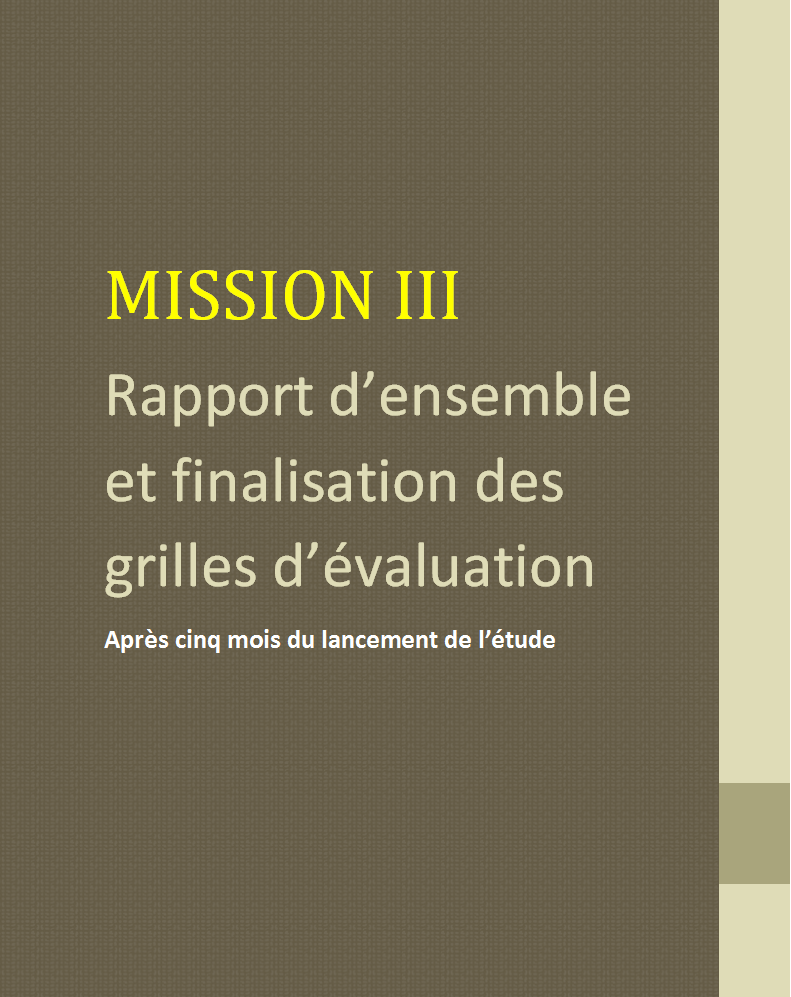 MISSION III
Rapport d’ensemble
et finalisation des
grilles d’évaluation
Après cinq mois du lancement de l’étude